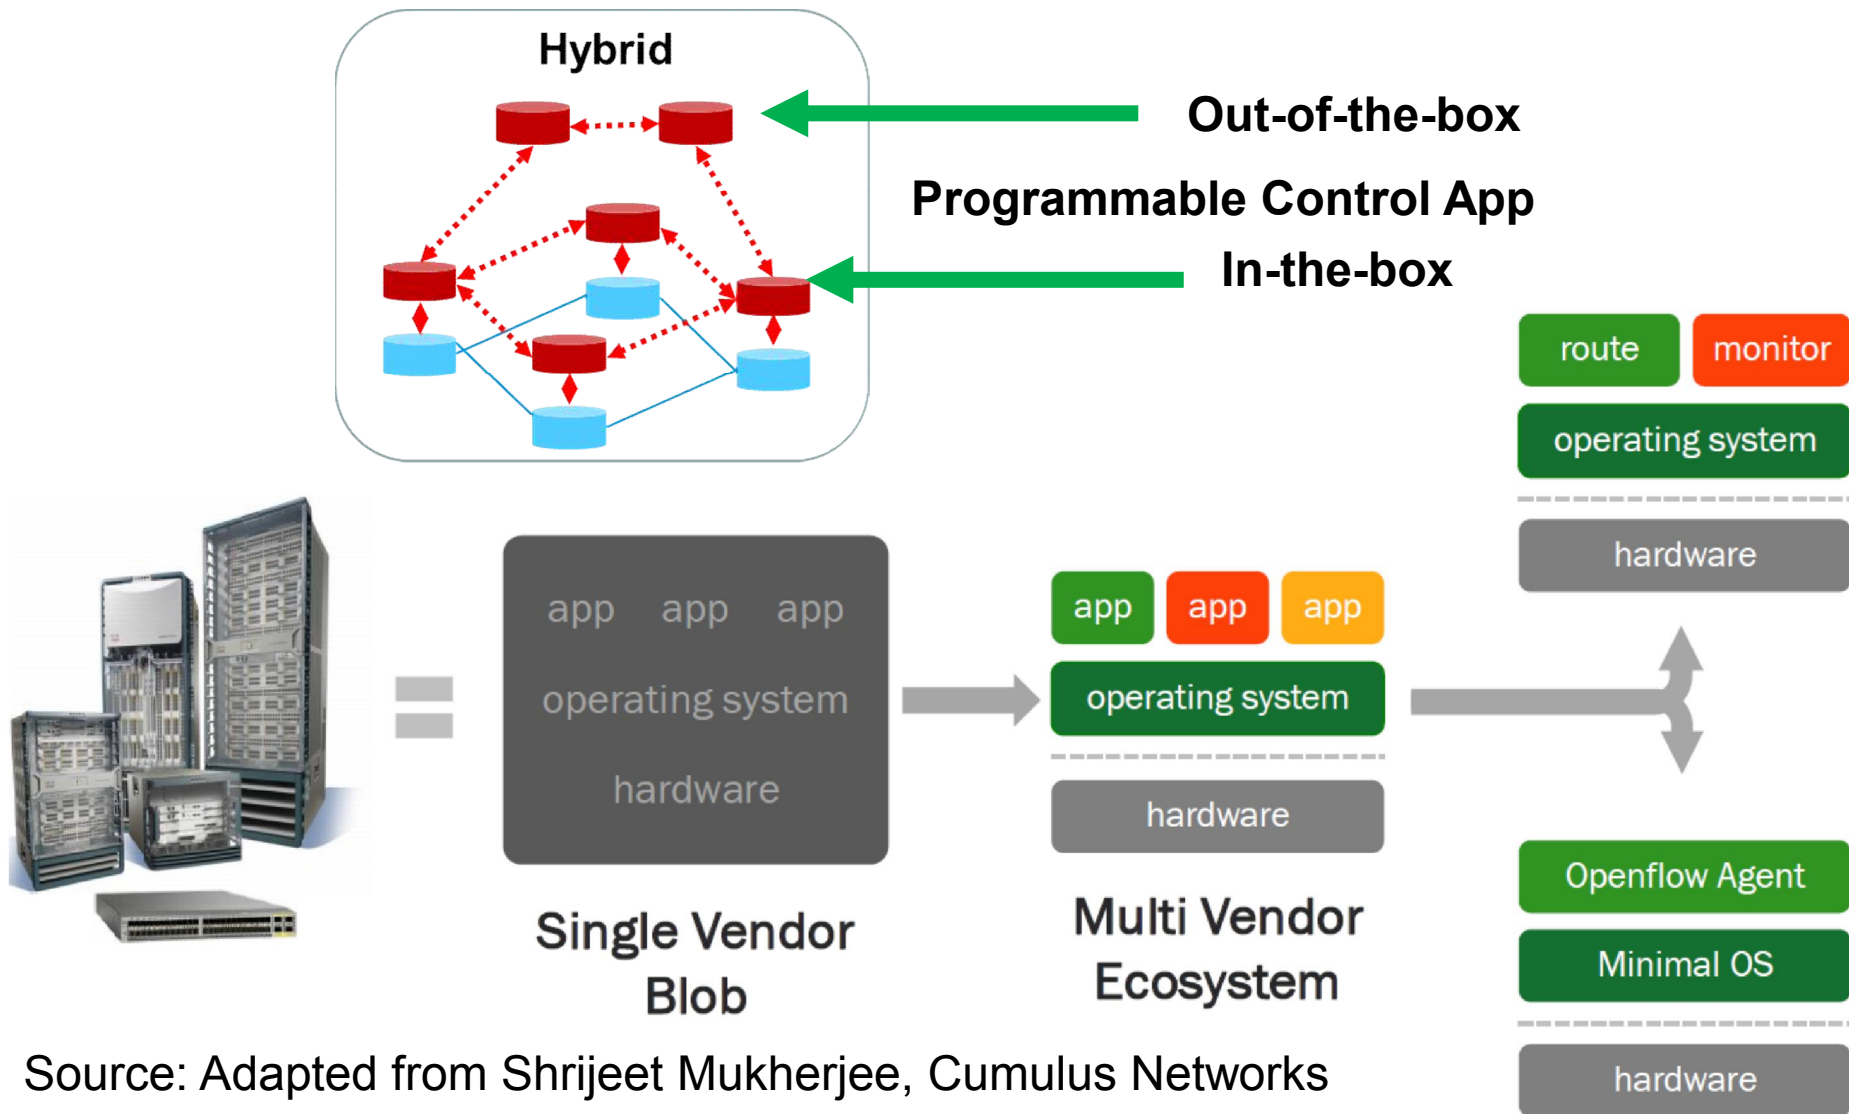 Hybrid
Out-of-the-box
Programmable Control App
In-the-box
route monitor
operating system
hardware
app app app
operating system
hardware
Single Vendor
Blob
app app app
operating system
hardware
Multi Vendor
Ecosystem
Openflow Agent
Minimal OS
hardware
Source: Adapted from Shrijeet Mukherjee, Cumulus Networks